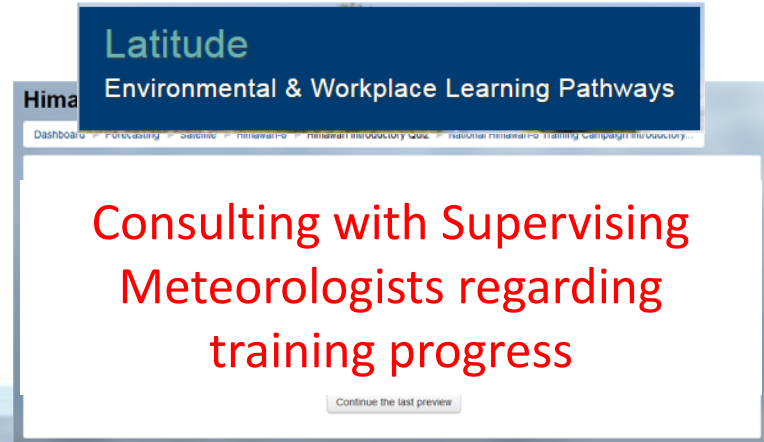 Latitude
Environmental & Workplace Learning Pathways
Hima
Dashboard Forecasting Satellite Himawari-8 Himawari Introductory Quiz National Himawari-8 Training Campaign Introductory...
Consulting with Supervising
Meteorologists regarding
training progress
Continue the last preview